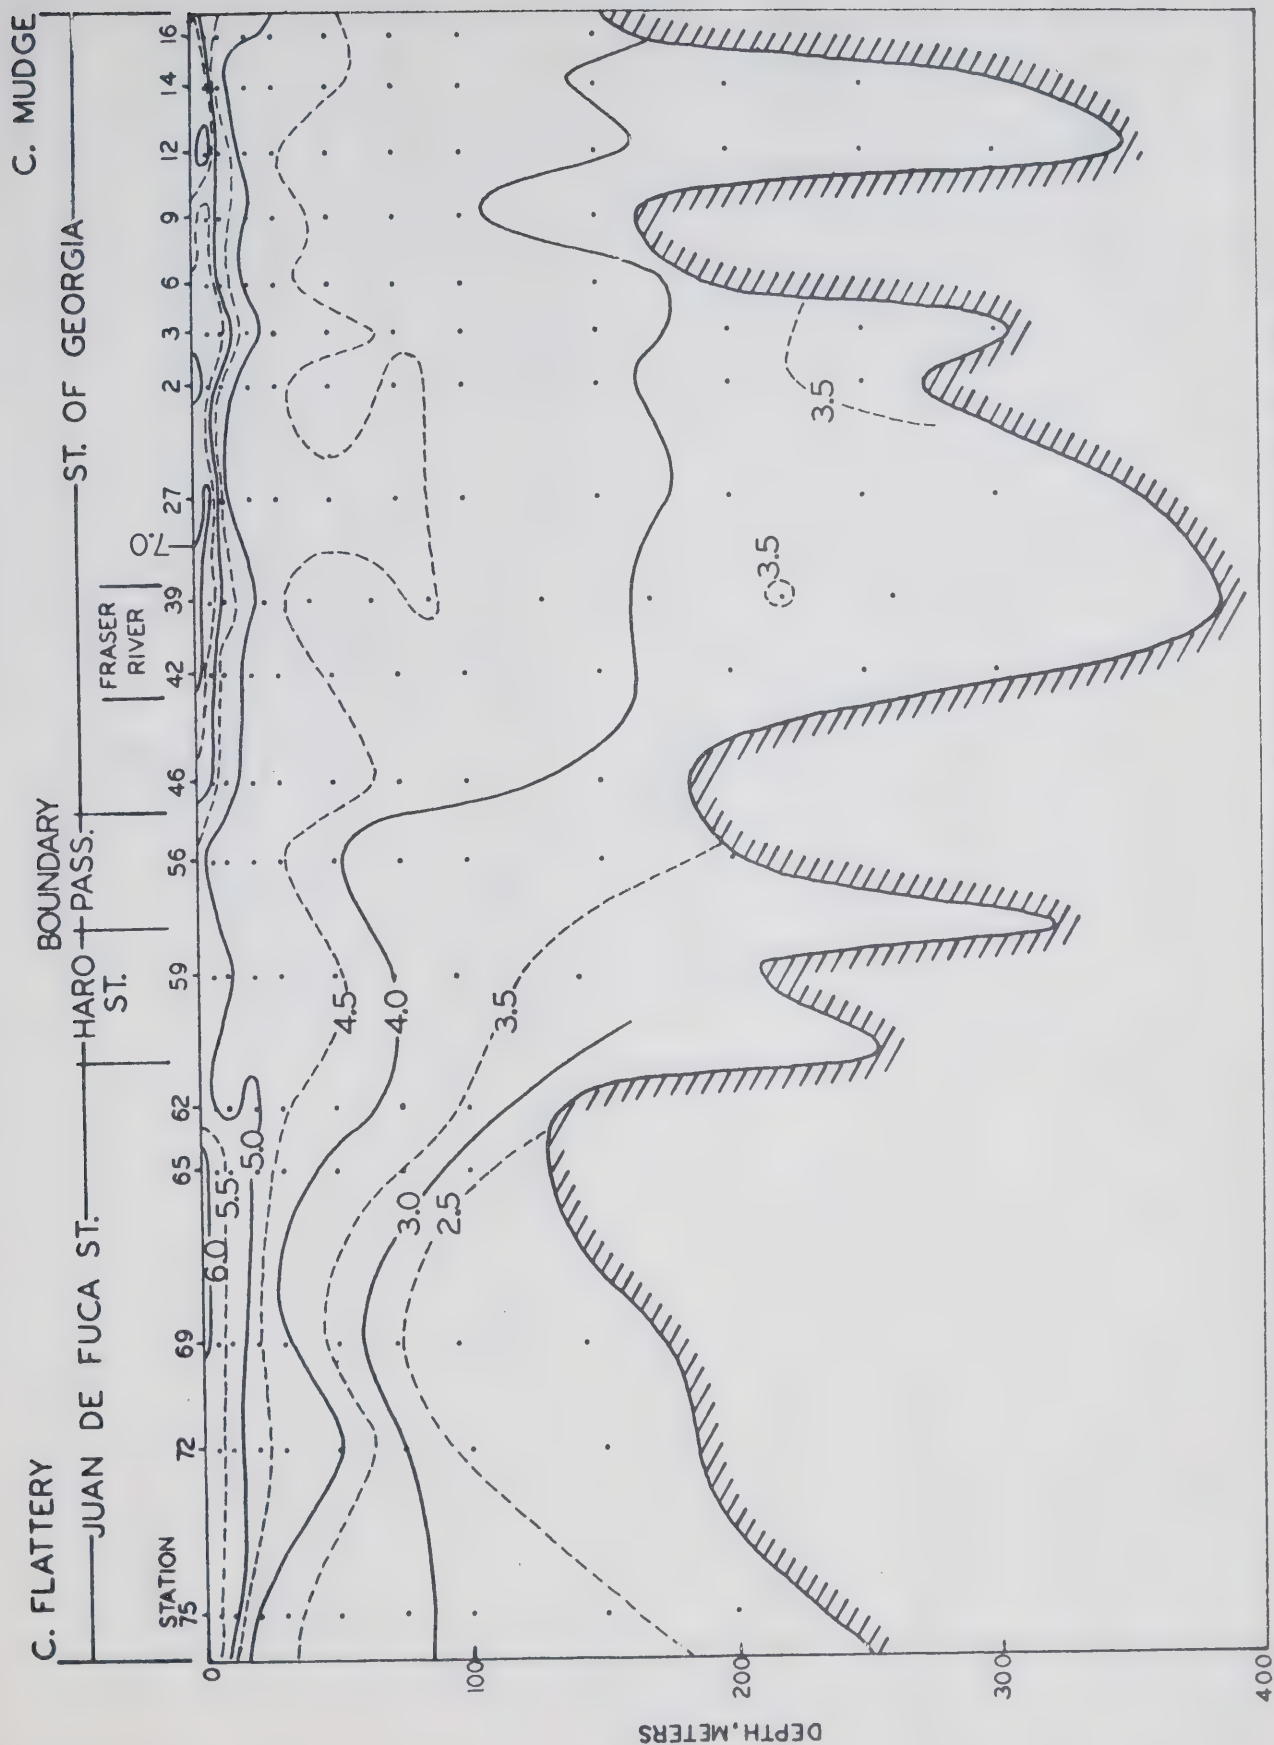 C. FLATTERY
C. MUDGE
JUAN DE FUCA ST.
HARO ST.
BOUNDARY PASS.
ST. OF GEORGIA
FRASER RIVER
STATION
75 72 69 65 62 59 56 46 42 39 27 2 3 6 9 12 14 16
O₂
0
100
200
300
400
DEPTH, METERS
6.0
5.5
5.0
4.5
4.0
3.5
3.0
2.5
3.5
3.5